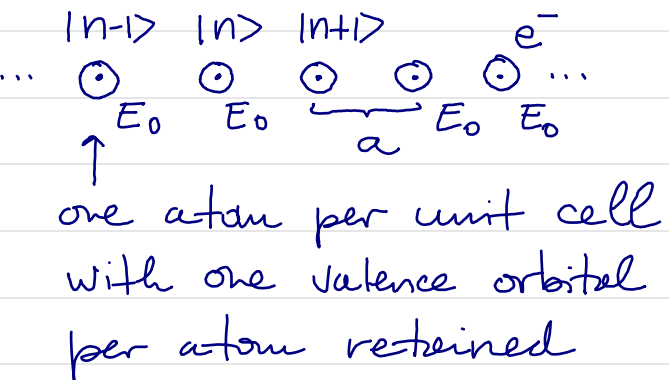 |n-1> |n> |n+1> e⁻
... ...
E₀ E₀ a E₀ E₀
one atom per unit cell
with one valence orbital
per atom retained